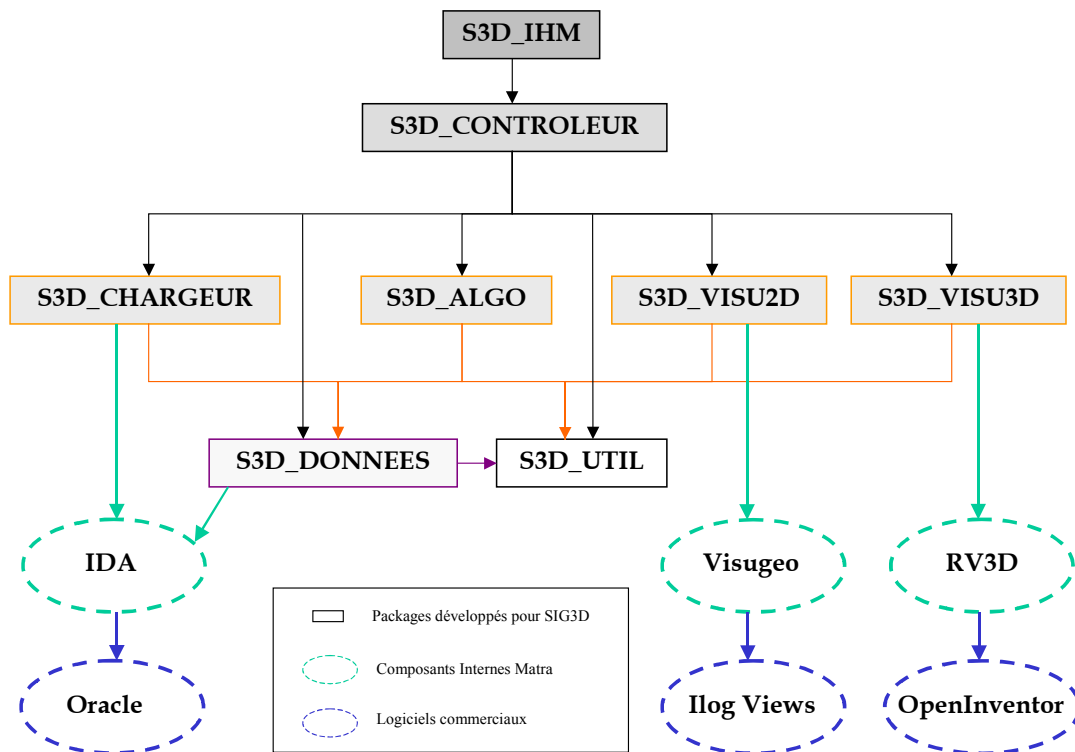 S3D_IHM
S3D_CONTROLEUR
S3D_CHARGEUR
S3D_ALGO
S3D_VISU2D
S3D_VISU3D
S3D_DONNEES
S3D_UTIL
IDA
Visugeo
RV3D
Packages développés pour SIG3D
Composants Internes Matra
Logiciels commerciaux
Oracle
Ilog Views
OpenInventor